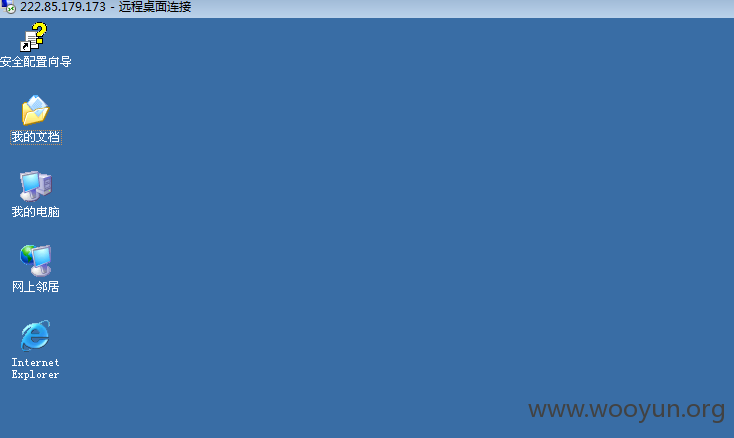 222.85.179.173 - 远程桌面连接
安全配置向导
我的文档
我的电脑
网上邻居
Internet
Explorer
www.wooyun.org